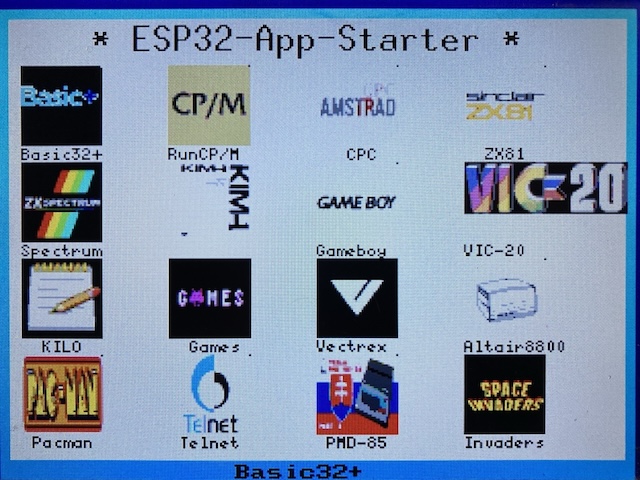 * ESP32-App-Starter *
Basic+
CP/M
CPC
AMSTRAD
sinclair
ZX81
Basic32+
RunCP/M
CPC
ZX81
ZX SPECTRUM
KIM-1
KIM-1
GAME BOY
VIC-20
Spectrum
Gameboy
VIC-20
GAMES
KILO
Games
Vectrex
Altair8800
PAC-MAN
Telnet
SPACE
INVADERS
Pacman
Telnet
PMD-85
Invaders
Basic32+